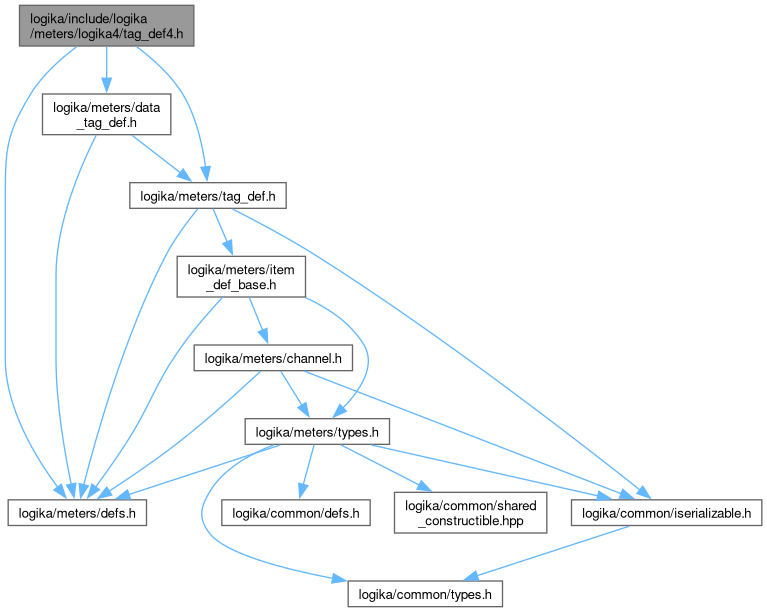 logika/include/logika
/meters/logika4/tag_def4.h
logika/meters/data
_tag_def.h
logika/meters/tag_def.h
logika/meters/item
_def_base.h
logika/meters/channel.h
logika/meters/types.h
logika/meters/defs.h
logika/common/defs.h
logika/common/shared
_constructible.hpp
logika/common/iserializable.h
logika/common/types.h